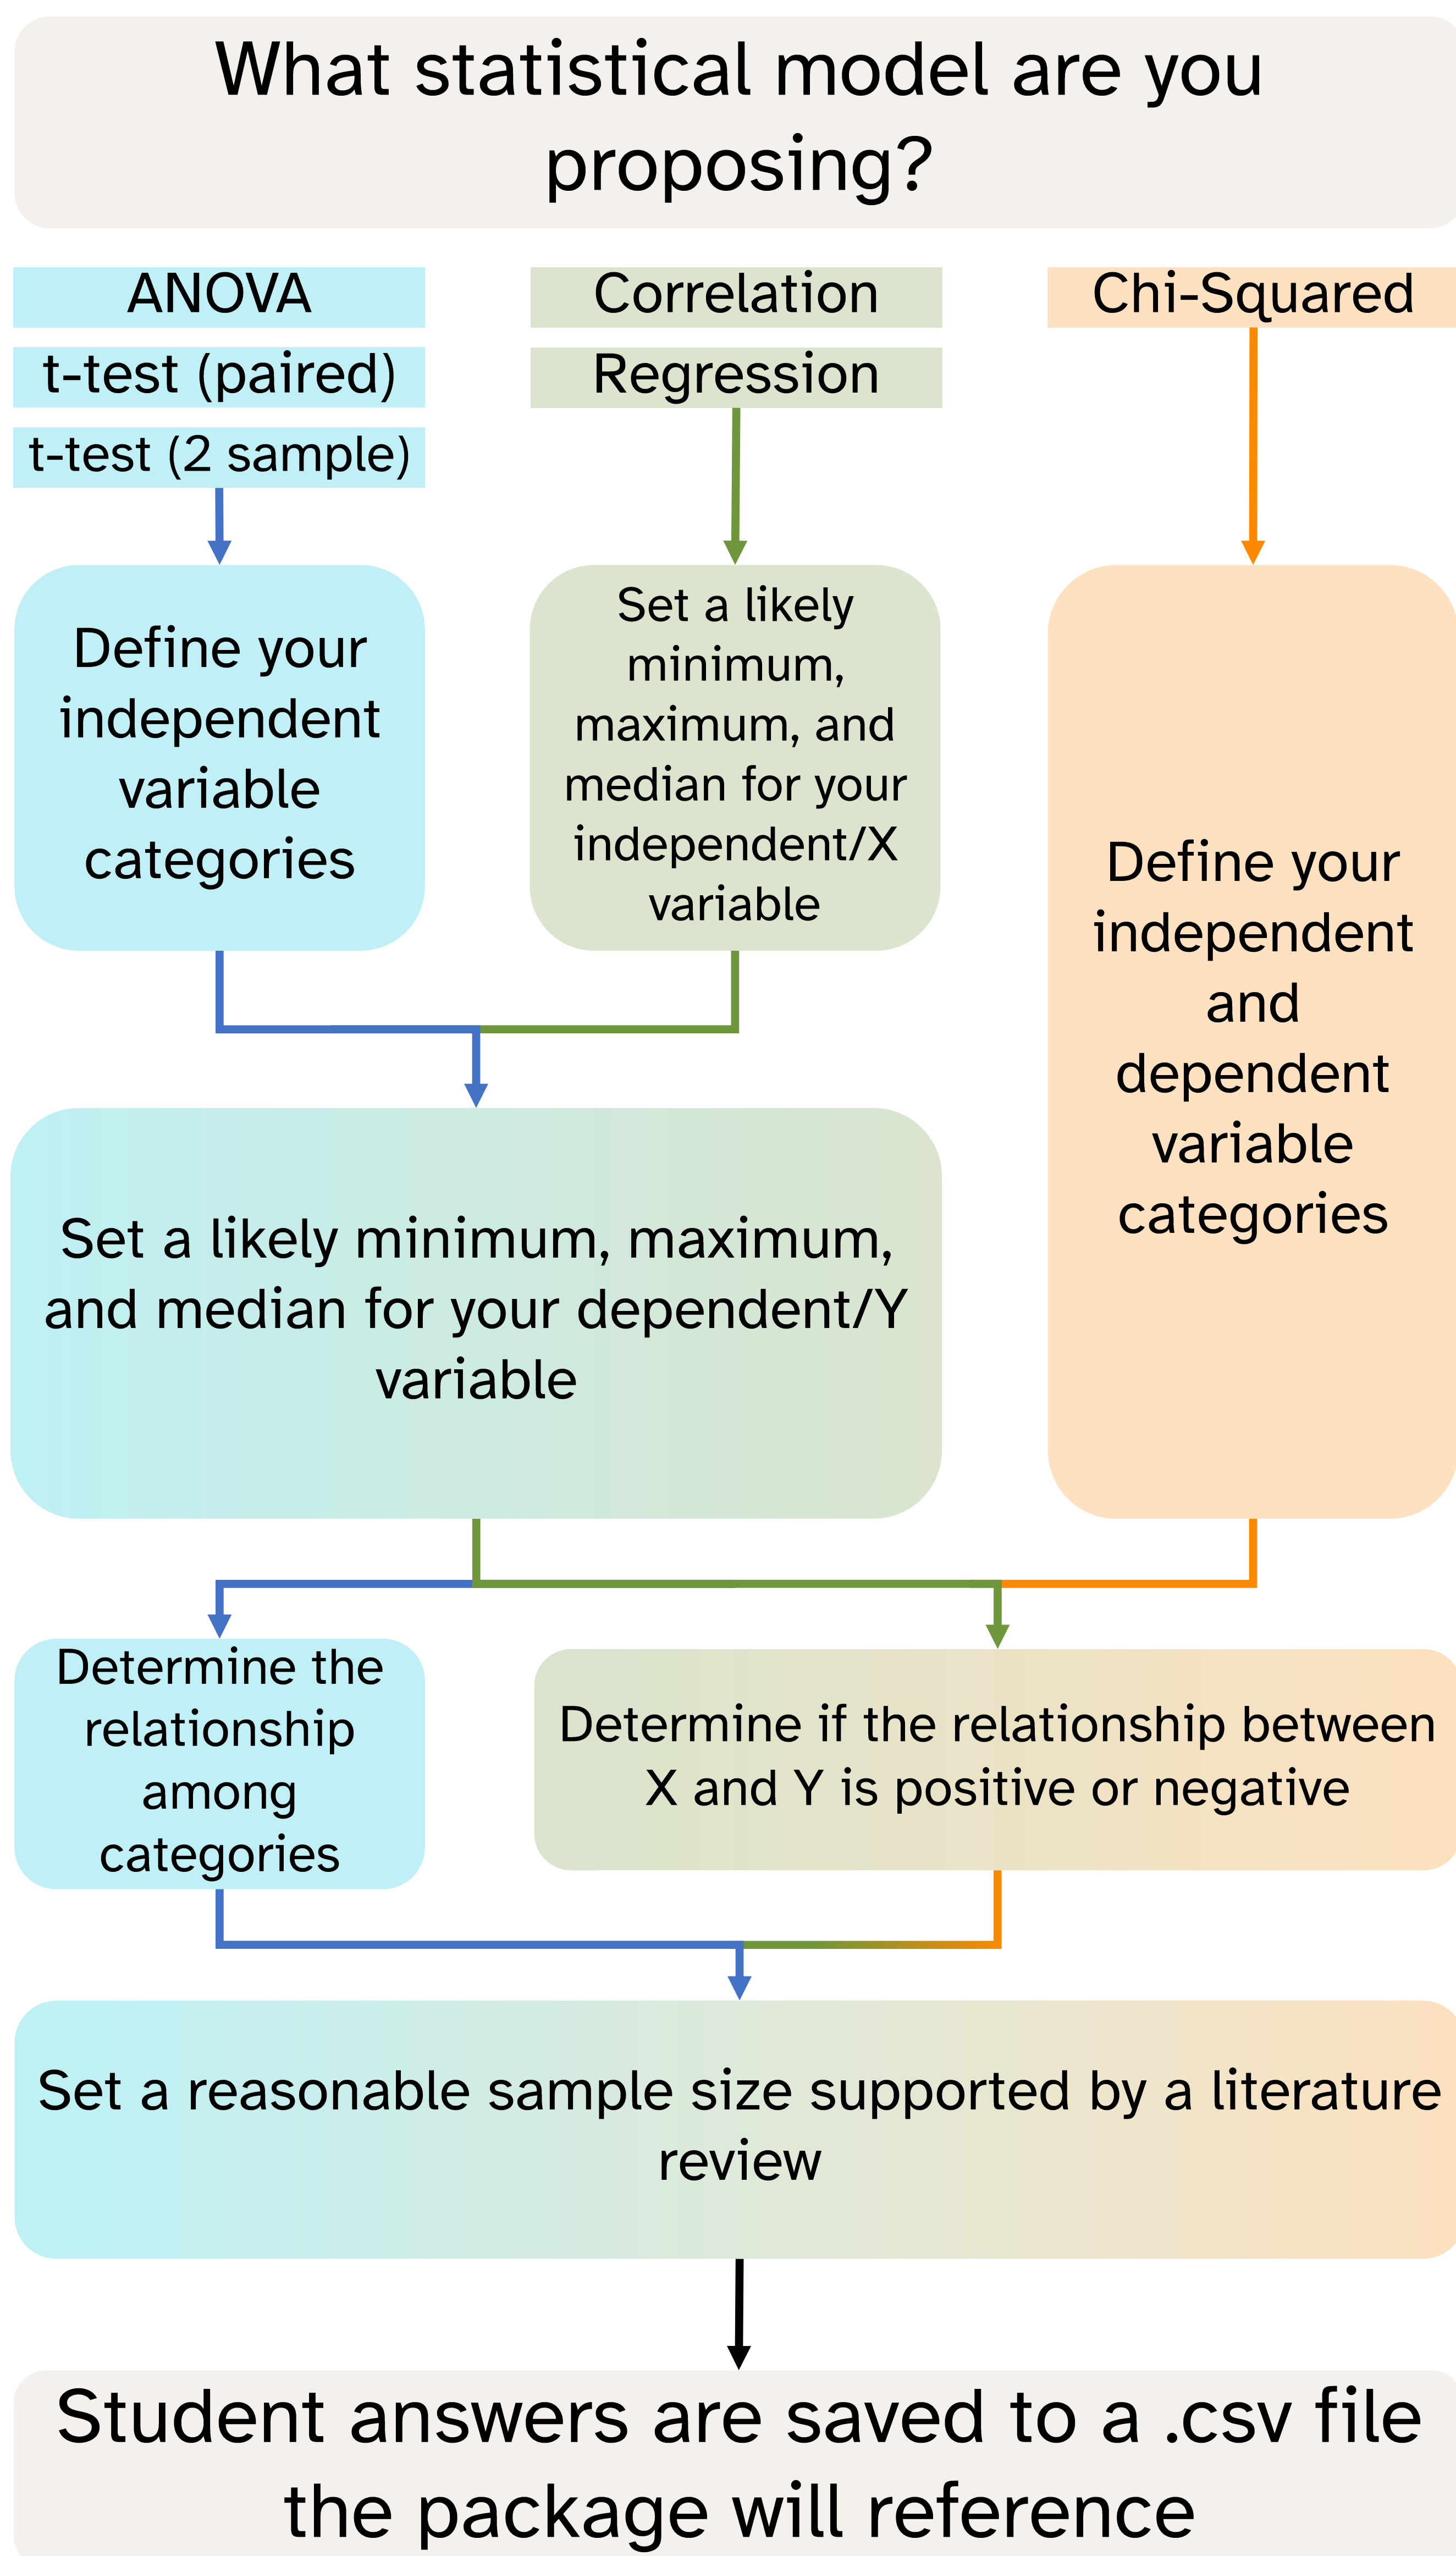 What statistical model are you
proposing?
ANOVA
t-test (paired)
t-test (2 sample)
Correlation
Regression
Chi-Squared
Define your
independent
variable
categories
Set a likely
minimum,
maximum, and
median for your
independent/X
variable
Define your
independent
and
dependent
variable
categories
Set a likely minimum, maximum,
and median for your dependent/Y
variable
Determine the
relationship
among
categories
Determine if the relationship between
X and Y is positive or negative
Set a reasonable sample size supported by a literature
review
Student answers are saved to a .csv file
the package will reference